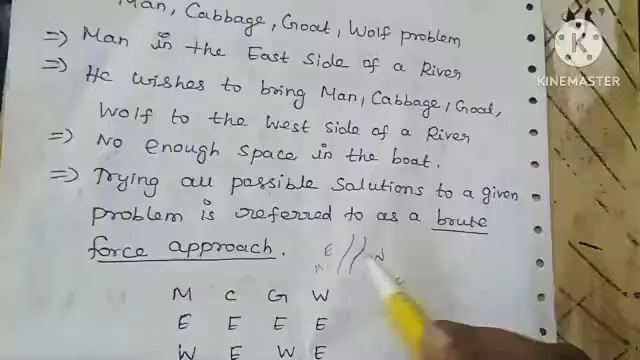 Man, Cabbage, Goat, Wolf problem
⇒ Man in the East side of a River
⇒ He wishes to bring Man, Cabbage, Goat,
Wolf to the West side of a River
⇒ No enough space in the boat.
⇒ Trying all possible solutions to a given
problem is referred to as a brute
force approach.
E
M C G W
E E E E
W E W E
KINEMASTER